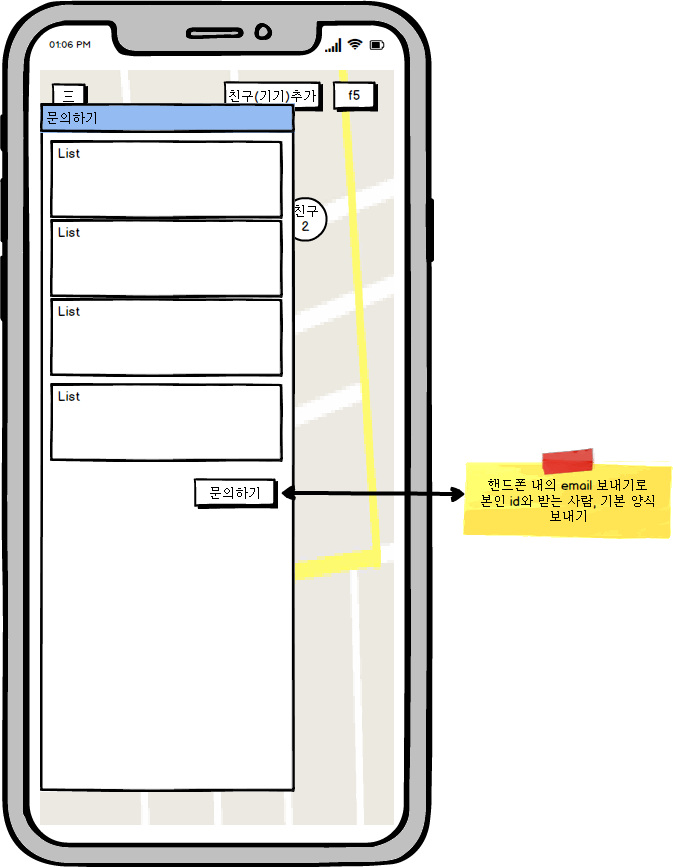 01:06 PM
三
친구(기기)추가
f5
문의하기
List
친구
2
List
List
List
문의하기
핸드폰 내의 email 보내기로
본인 id와 받는 사람, 기본 양식
보내기